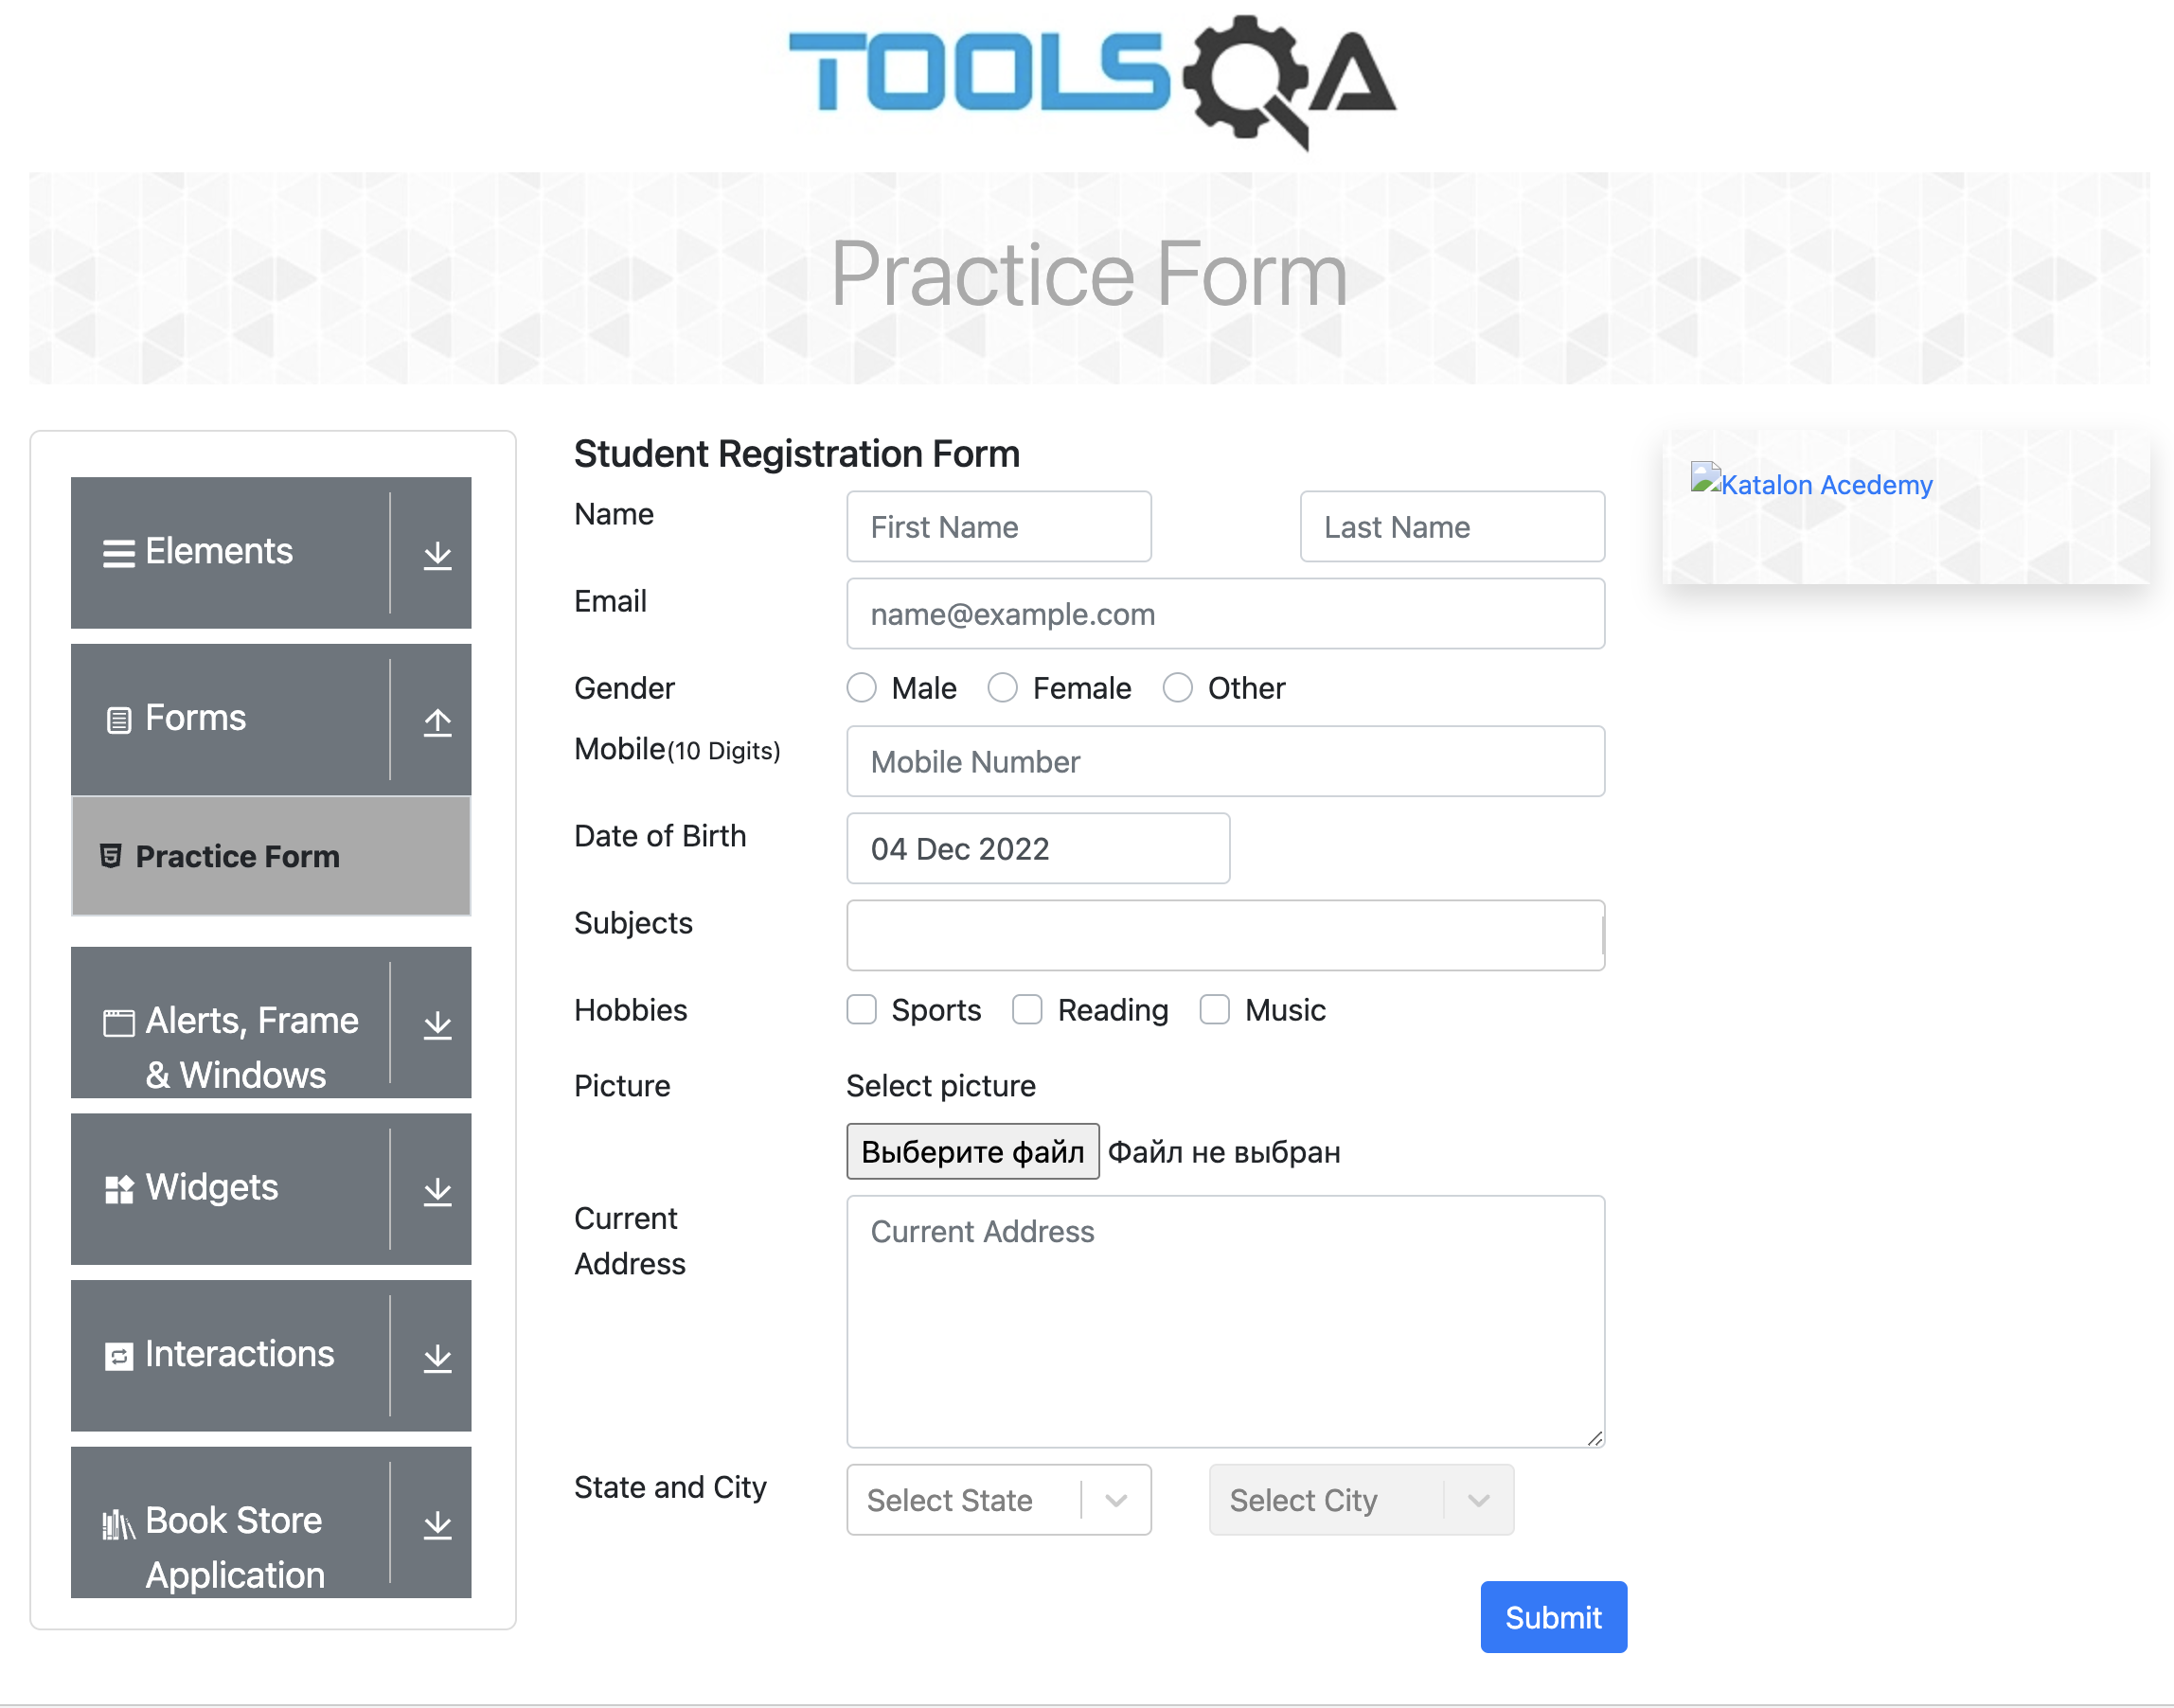 TOOLSQA
Practice Form
Elements
Forms
Practice Form
Alerts, Frame
& Windows
Widgets
Interactions
Book Store
Application
Student Registration Form
Name
First Name
Last Name
Email
name@example.com
Gender
Male
Female
Other
Mobile(10 Digits)
Mobile Number
Date of Birth
04 Dec 2022
Subjects
Hobbies
Sports
Reading
Music
Picture
Select picture
Выберите файл
Файл не выбран
Current
Address
Current Address
State and City
Select State
Select City
Submit
Katalon Acedemy